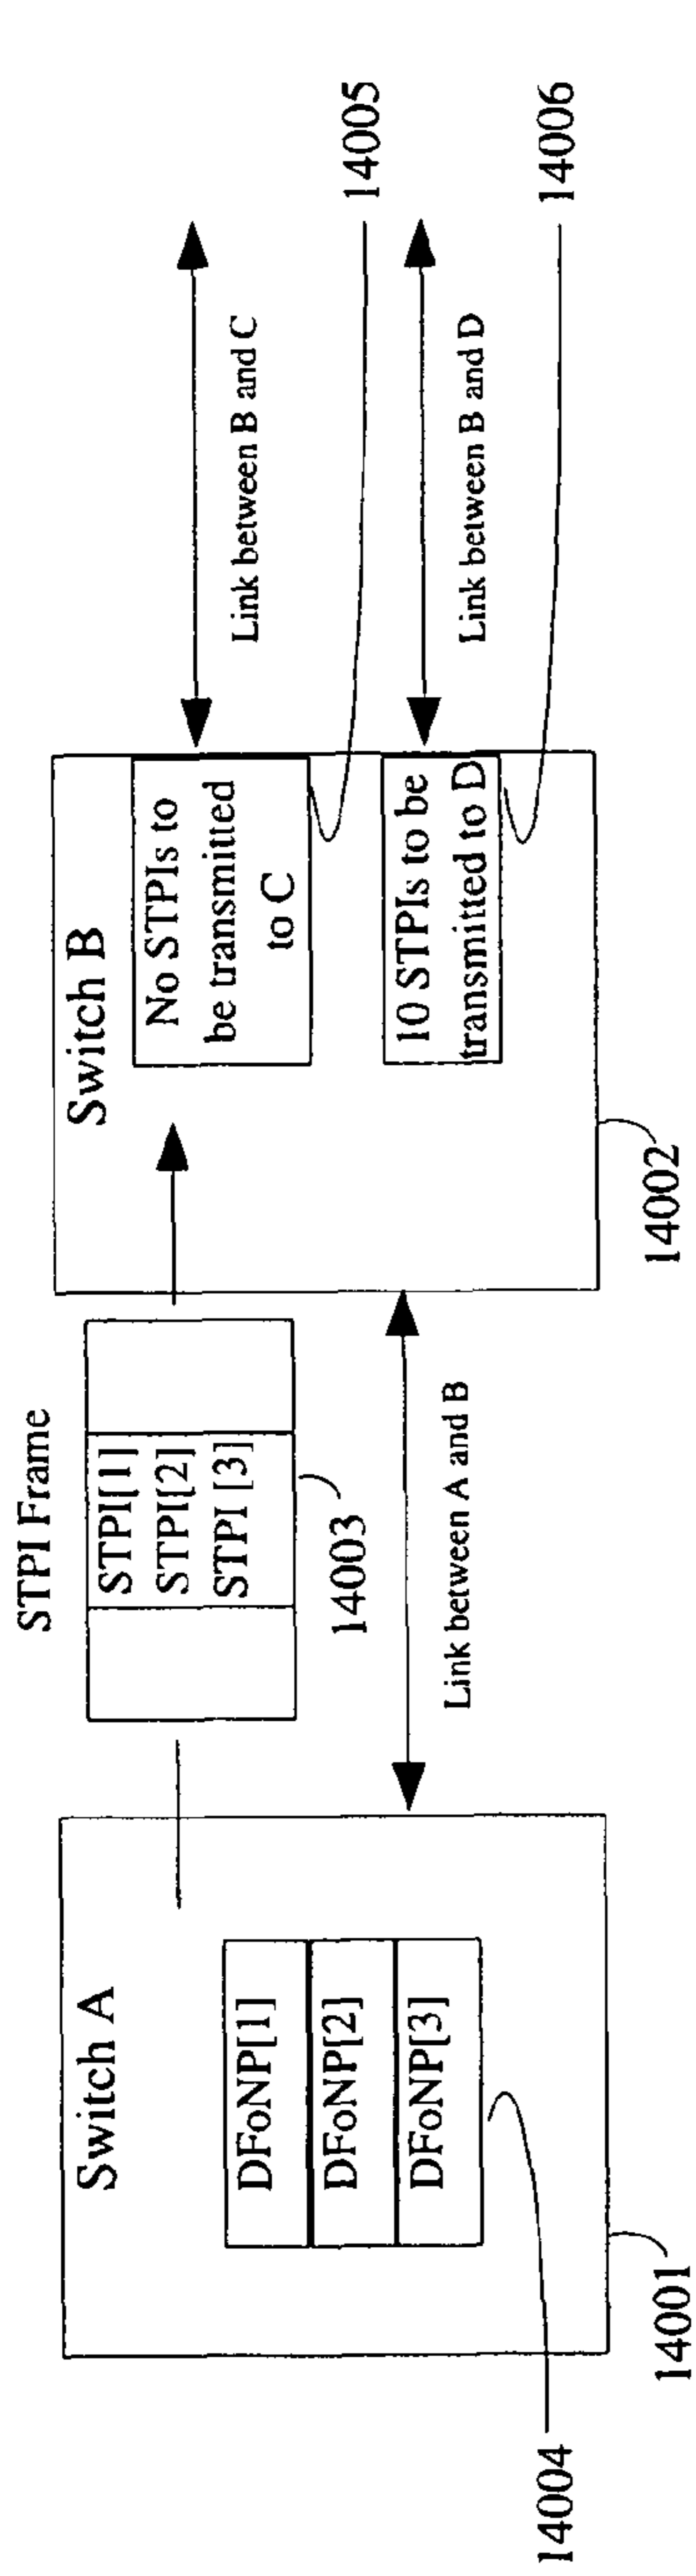 Switch A
DFoNP[1]
DFoNP[2]
DFoNP[3]
14004
14001
STPI Frame
STPI[1]
STPI[2]
STPI [3]
14003
Link between A and B
Switch B
No STPIs to
be transmitted
to C
10 STPIs to be
transmitted to D
14002
Link between B and C
14005
Link between B and D
14006